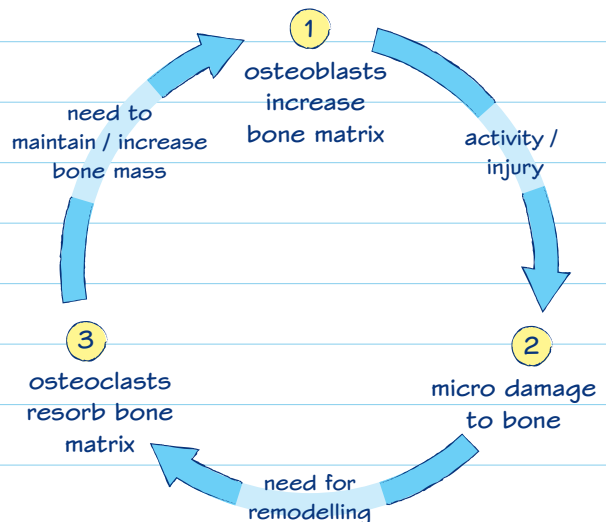 1
osteoblasts
increase
bone matrix
activity /
injury
2
micro damage
to bone
need for
remodelling
3
osteoclasts
resorb bone
matrix
need to
maintain / increase
bone mass